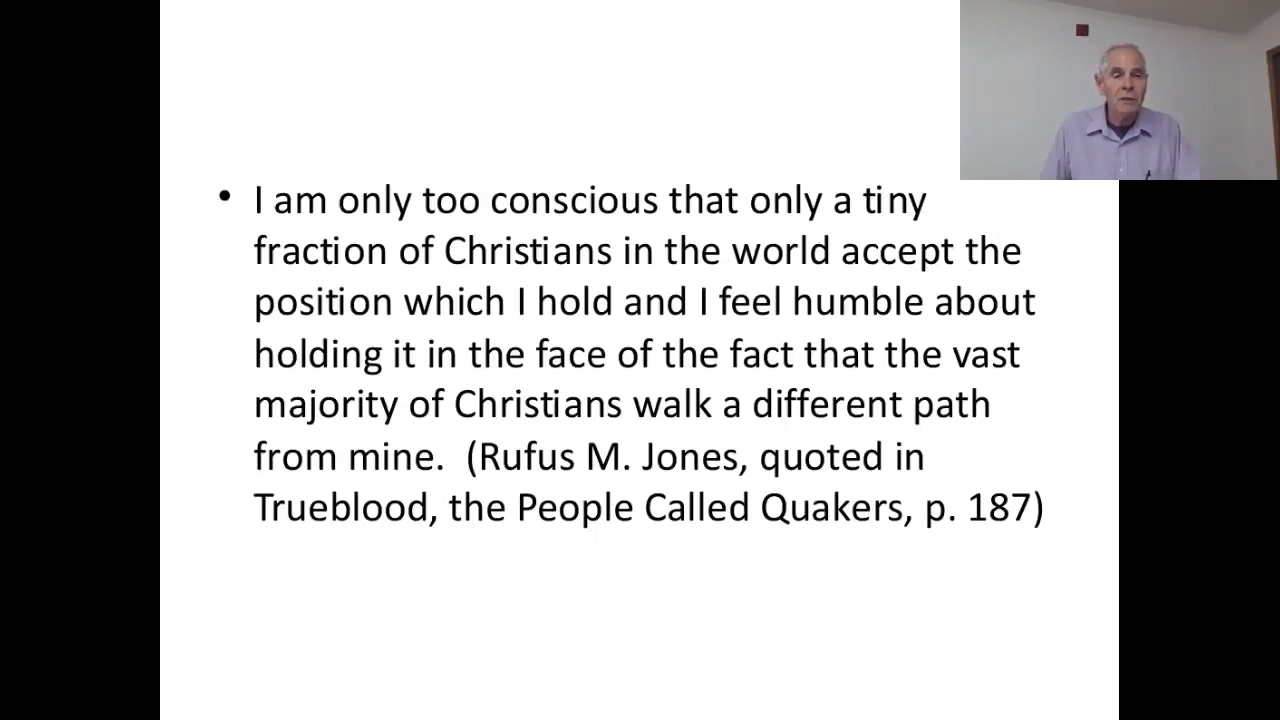 • I am only too conscious that only a tiny
fraction of Christians in the world accept the
position which I hold and I feel humble about
holding it in the face of the fact that the vast
majority of Christians walk a different path
from mine.  (Rufus M. Jones, quoted in
Trueblood, the People Called Quakers, p. 187)